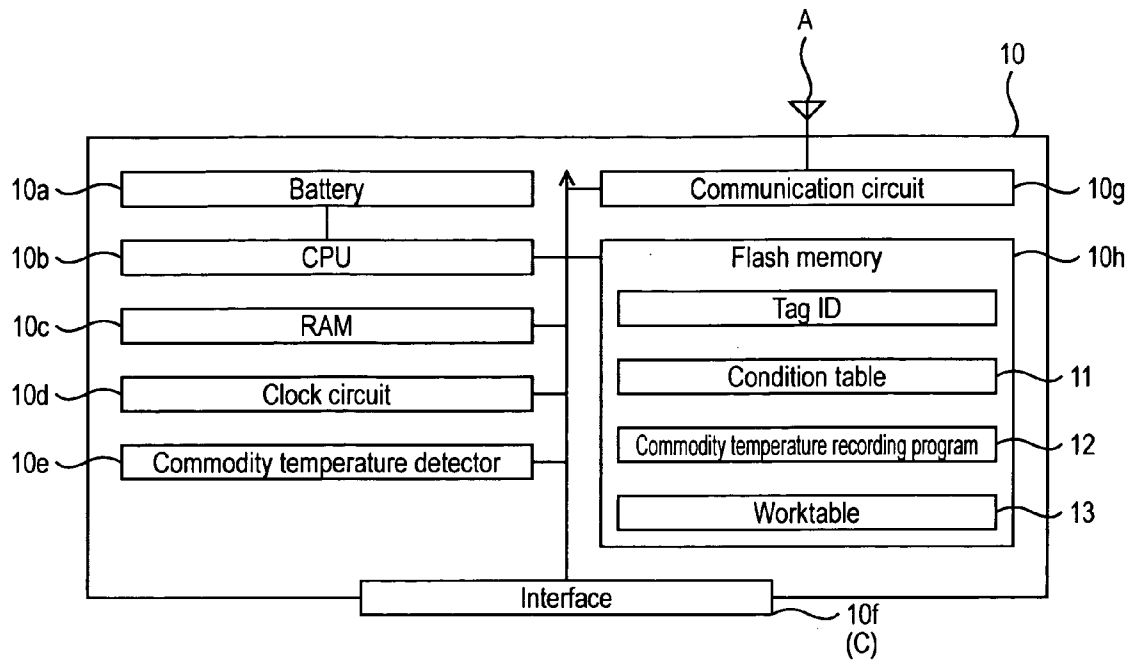 A
10
10a
Battery
Communication circuit
10g
10b
CPU
Flash memory
10h
Tag ID
10c
RAM
Condition table
11
10d
Clock circuit
Commodity temperature recording program
12
10e
Commodity temperature detector
Worktable
13
Interface
10f
(C)